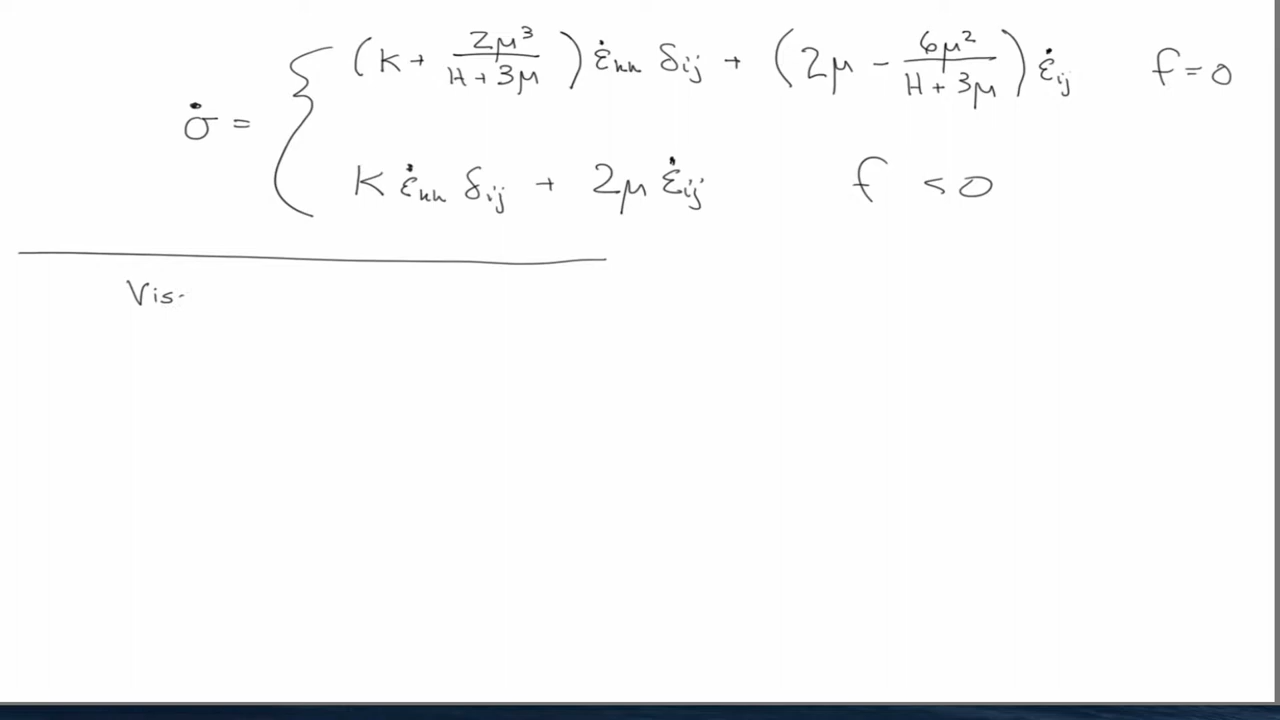 σ̇ = { (K + 2μ³/(H + 3μ)) ε̇ₖₖ δᵢⱼ + (2μ − 6μ²/(H + 3μ)) ε̇ᵢⱼ f = 0
K ε̇ₖₖ δᵢⱼ + 2μ ε̇ᵢⱼ f < 0
Vis